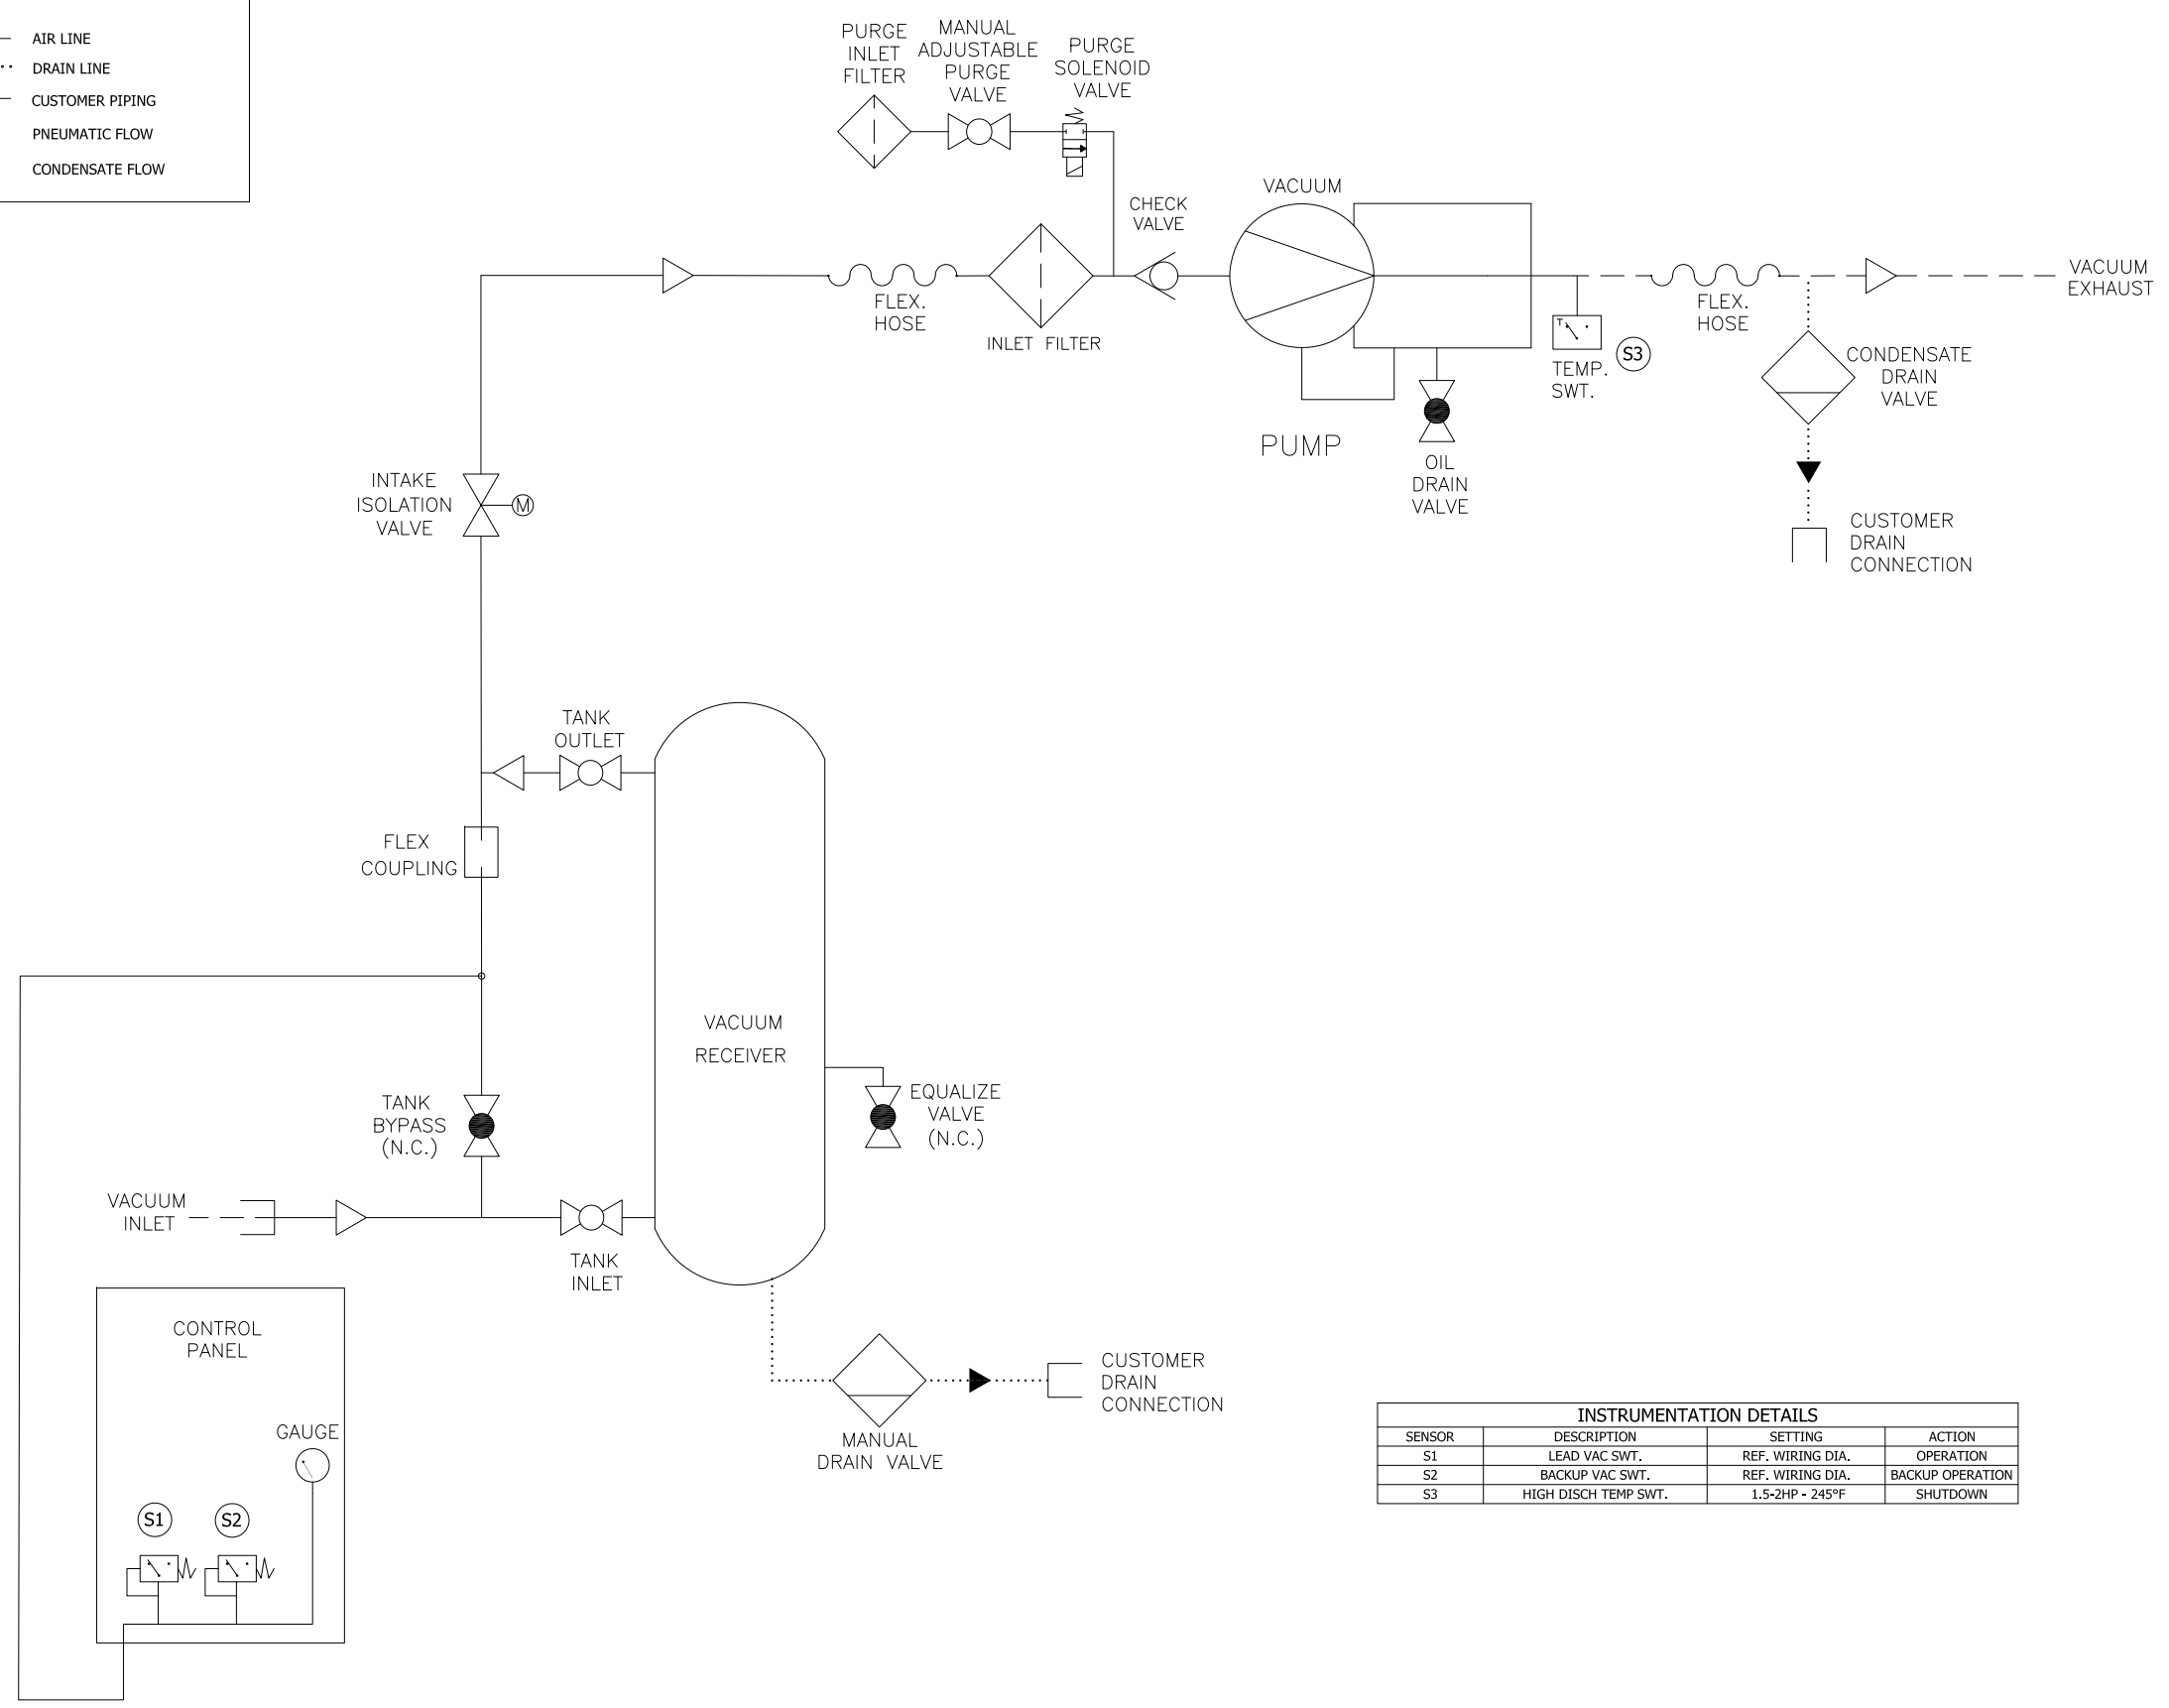 AIR LINE
DRAIN LINE
CUSTOMER PIPING
PNEUMATIC FLOW
CONDENSATE FLOW
PURGE
INLET
FILTER
MANUAL
ADJUSTABLE
PURGE
VALVE
PURGE
SOLENOID
VALVE
CHECK
VALVE
VACUUM
FLEX.
HOSE
INLET FILTER
PUMP
OIL
DRAIN
VALVE
T
TEMP.
SWT.
S3
FLEX.
HOSE
VACUUM
EXHAUST
CONDENSATE
DRAIN
VALVE
CUSTOMER
DRAIN
CONNECTION
INTAKE
ISOLATION
VALVE
M
TANK
OUTLET
FLEX
COUPLING
VACUUM
RECEIVER
TANK
BYPASS
(N.C.)
EQUALIZE
VALVE
(N.C.)
VACUUM
INLET
TANK
INLET
CONTROL
PANEL
GAUGE
S1
S2
MANUAL
DRAIN VALVE
CUSTOMER
DRAIN
CONNECTION
INSTRUMENTATION DETAILS
SENSOR DESCRIPTION SETTING ACTION
S1 LEAD VAC SWT. REF. WIRING DIA. OPERATION
S2 BACKUP VAC SWT. REF. WIRING DIA. BACKUP OPERATION
S3 HIGH DISCH TEMP SWT. 1.5-2HP - 245°F SHUTDOWN